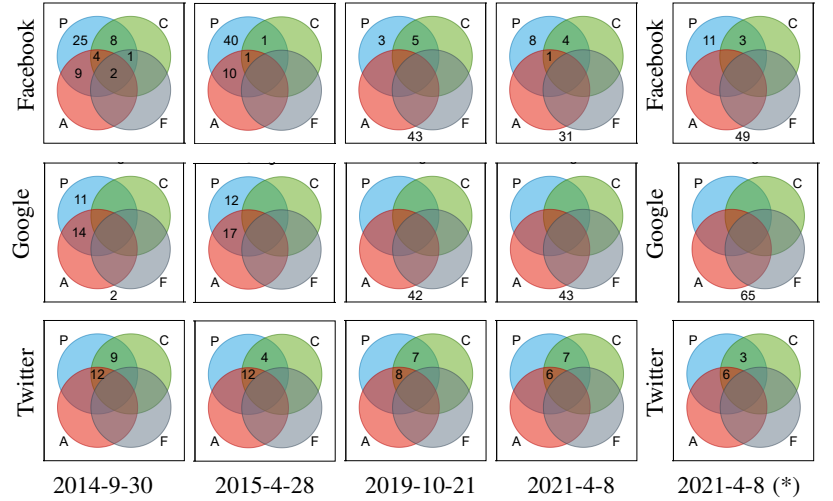 P C P C P C P C P C
25 8 40 1 3 5 8 4 11 3
4 1 1 1
9 2 10
A F A F A F A F A F
43 31 49
Facebook Facebook
P C P C P C P C P C
11 12
14 17
A F A F A F A F A F
2 42 43 65
Google Google
P C P C P C P C P C
9 4 7 7 3
12 12 8 6 6
A F A F A F A F A F
Twitter Twitter
2014-9-30 2015-4-28 2019-10-21 2021-4-8 2021-4-8 (*)